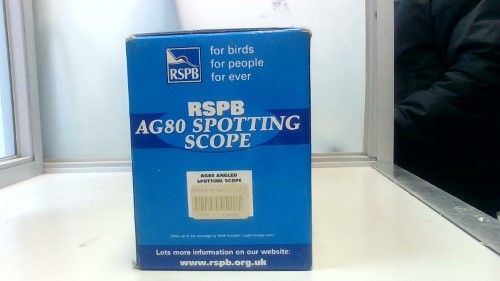 for birds
for people
for ever
RSPB
RSPB
AG80 SPOTTING
SCOPE
AG80 ANGLED
SPOTTING SCOPE
Lots more information on our website:
www.rspb.org.uk